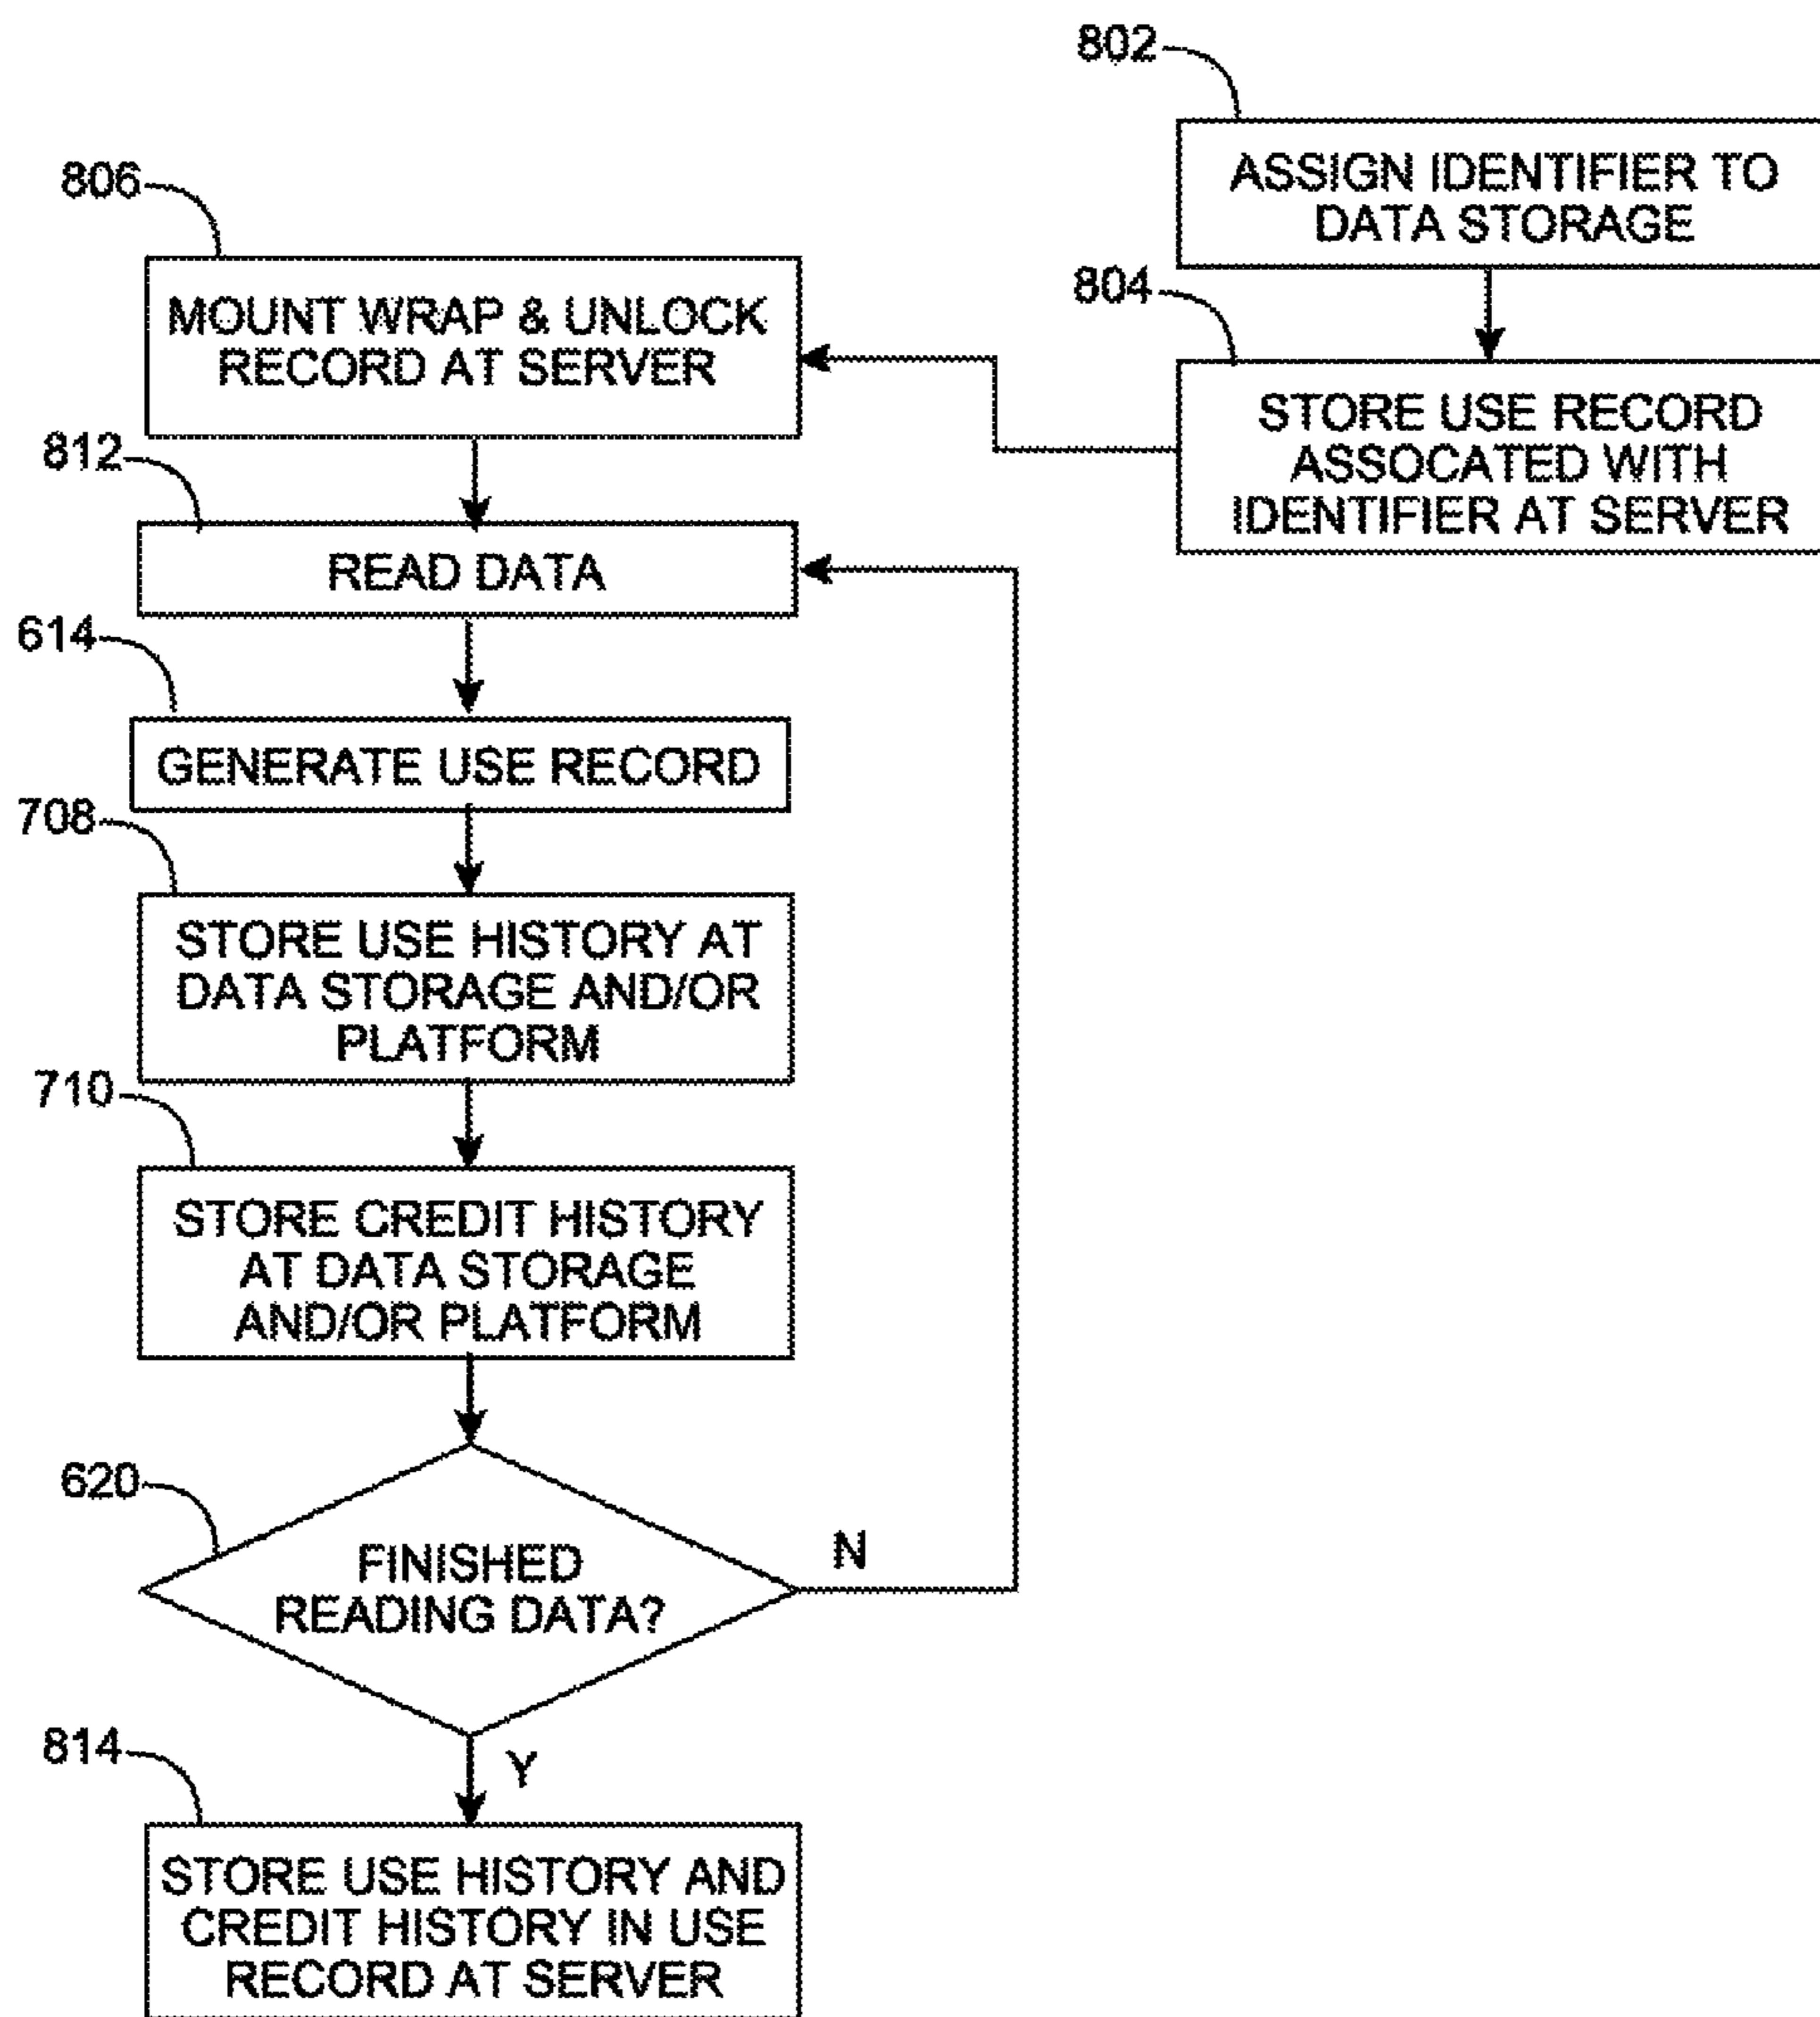 802
ASSIGN IDENTIFIER TO
DATA STORAGE
804
STORE USE RECORD
ASSOCATED WITH
IDENTIFIER AT SERVER
806
MOUNT WRAP & UNLOCK
RECORD AT SERVER
812
READ DATA
614
GENERATE USE RECORD
708
STORE USE HISTORY AT
DATA STORAGE AND/OR
PLATFORM
710
STORE CREDIT HISTORY
AT DATA STORAGE
AND/OR PLATFORM
620
FINISHED
READING DATA?
N
Y
814
STORE USE HISTORY AND
CREDIT HISTORY IN USE
RECORD AT SERVER